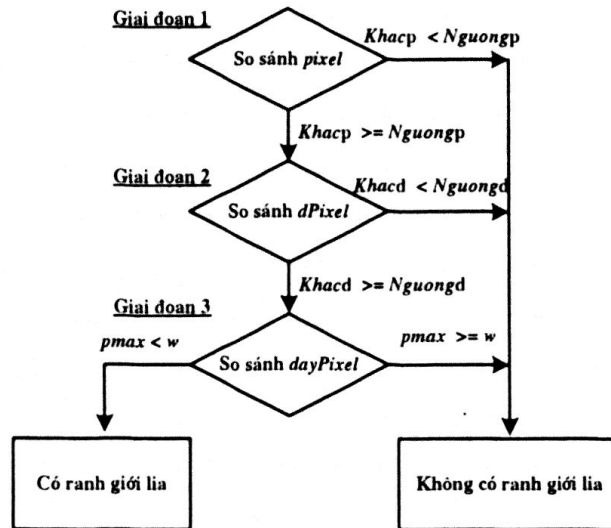 Giai đoạn 1
Khacp < Nguongp
So sánh pixel
Khacp >= Nguongp
Giai đoạn 2
Khacd < Nguongd
So sánh dPixel
Khacd >= Nguongd
Giai đoạn 3
pmax < w
pmax >= w
So sánh dayPixel
Có ranh giới lia
Không có ranh giới lia